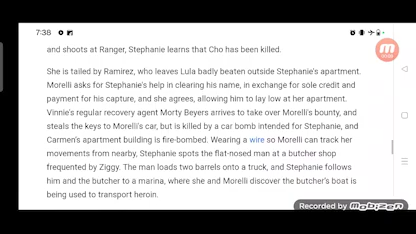 7:38
and shoots at Ranger, Stephanie learns that Cho has been killed.
She is tailed by Ramirez, who leaves Lula badly beaten outside Stephanie's apartment.
Morelli asks for Stephanie's help in clearing his name, in exchange for sole credit and
payment for his capture, and she agrees, allowing him to lay low at her apartment.
Vinnie's regular recovery agent Morty Beyers arrives to take over Morelli's bounty, and
steals the keys to Morelli's car, but is killed by a car bomb intended for Stephanie, and
Carmen's apartment building is fire-bombed. Wearing a wire so Morelli can track her
movements from nearby, Stephanie spots the flat-nosed man at a butcher shop
frequented by Ziggy. The man loads two barrels onto a truck, and Stephanie follows
him and the butcher to a marina, where she and Morelli discover the butcher's boat is
being used to transport heroin.
Recorded by Mobizen